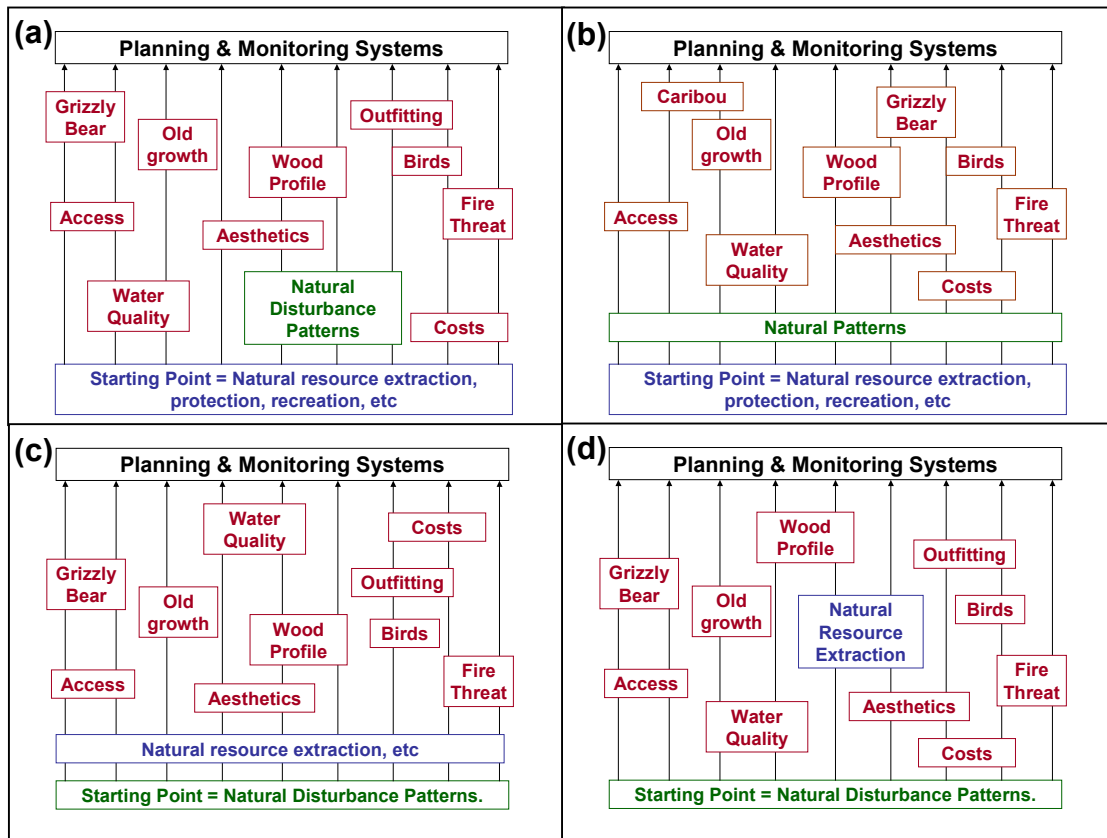 (a)
Planning & Monitoring Systems
Grizzly
Bear
Old
growth
Outfitting
Wood
Profile
Birds
Access
Aesthetics
Fire
Threat
Water
Quality
Natural
Disturbance
Patterns
Costs
Starting Point = Natural resource extraction,
protection, recreation, etc
(b)
Planning & Monitoring Systems
Caribou
Grizzly
Bear
Old
growth
Wood
Profile
Birds
Access
Fire
Threat
Water
Quality
Aesthetics
Costs
Natural Patterns
Starting Point = Natural resource extraction,
protection, recreation, etc
(c)
Planning & Monitoring Systems
Water
Quality
Costs
Grizzly
Bear
Outfitting
Old
growth
Wood
Profile
Birds
Access
Aesthetics
Fire
Threat
Natural resource extraction, etc
Starting Point = Natural Disturbance Patterns.
(d)
Planning & Monitoring Systems
Wood
Profile
Outfitting
Grizzly
Bear
Old
growth
Natural
Resource
Extraction
Birds
Access
Fire
Threat
Aesthetics
Water
Quality
Costs
Starting Point = Natural Disturbance Patterns.